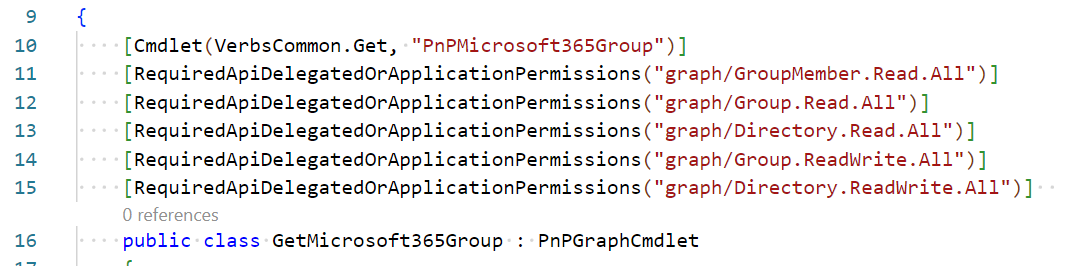 9 {
10 [Cmdlet(VerbsCommon.Get, "PnPMicrosoft365Group")]
11 [RequiredApiDelegatedOrApplicationPermissions("graph/GroupMember.Read.All")]
12 [RequiredApiDelegatedOrApplicationPermissions("graph/Group.Read.All")]
13 [RequiredApiDelegatedOrApplicationPermissions("graph/Directory.Read.All")]
14 [RequiredApiDelegatedOrApplicationPermissions("graph/Group.ReadWrite.All")]
15 [RequiredApiDelegatedOrApplicationPermissions("graph/Directory.ReadWrite.All")]
0 references
16 public class GetMicrosoft365Group : PnPGraphCmdlet
17 {